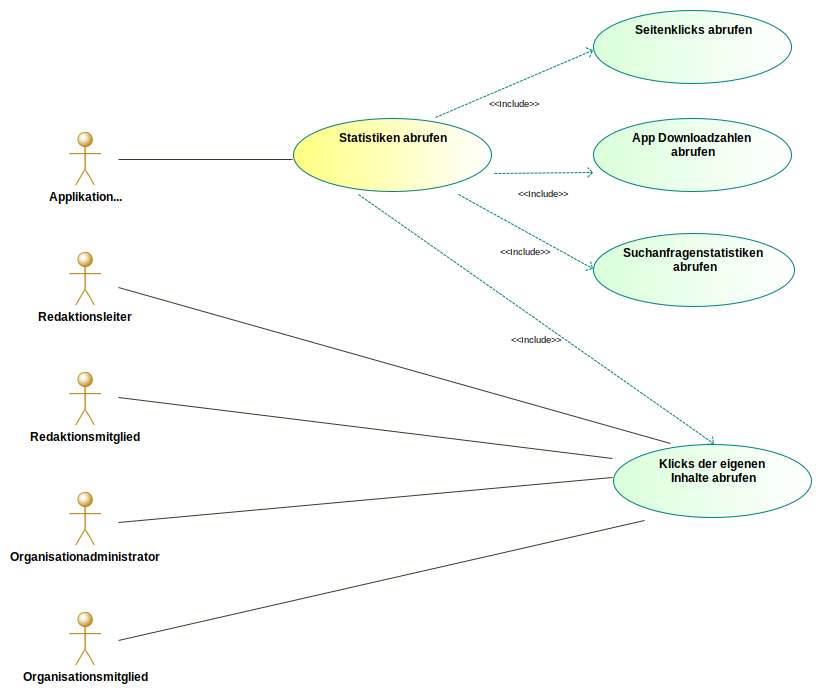 Seitenklicks abrufen
<<Include>>
Statistiken abrufen
App Downloadzahlen
abrufen
<<Include>>
Applikation...
Suchanfragenstatistiken
abrufen
<<Include>>
Redaktionsleiter
<<Include>>
Redaktionsmitglied
Klicks der eigenen
Inhalte abrufen
Organisationadministrator
Organisationsmitglied